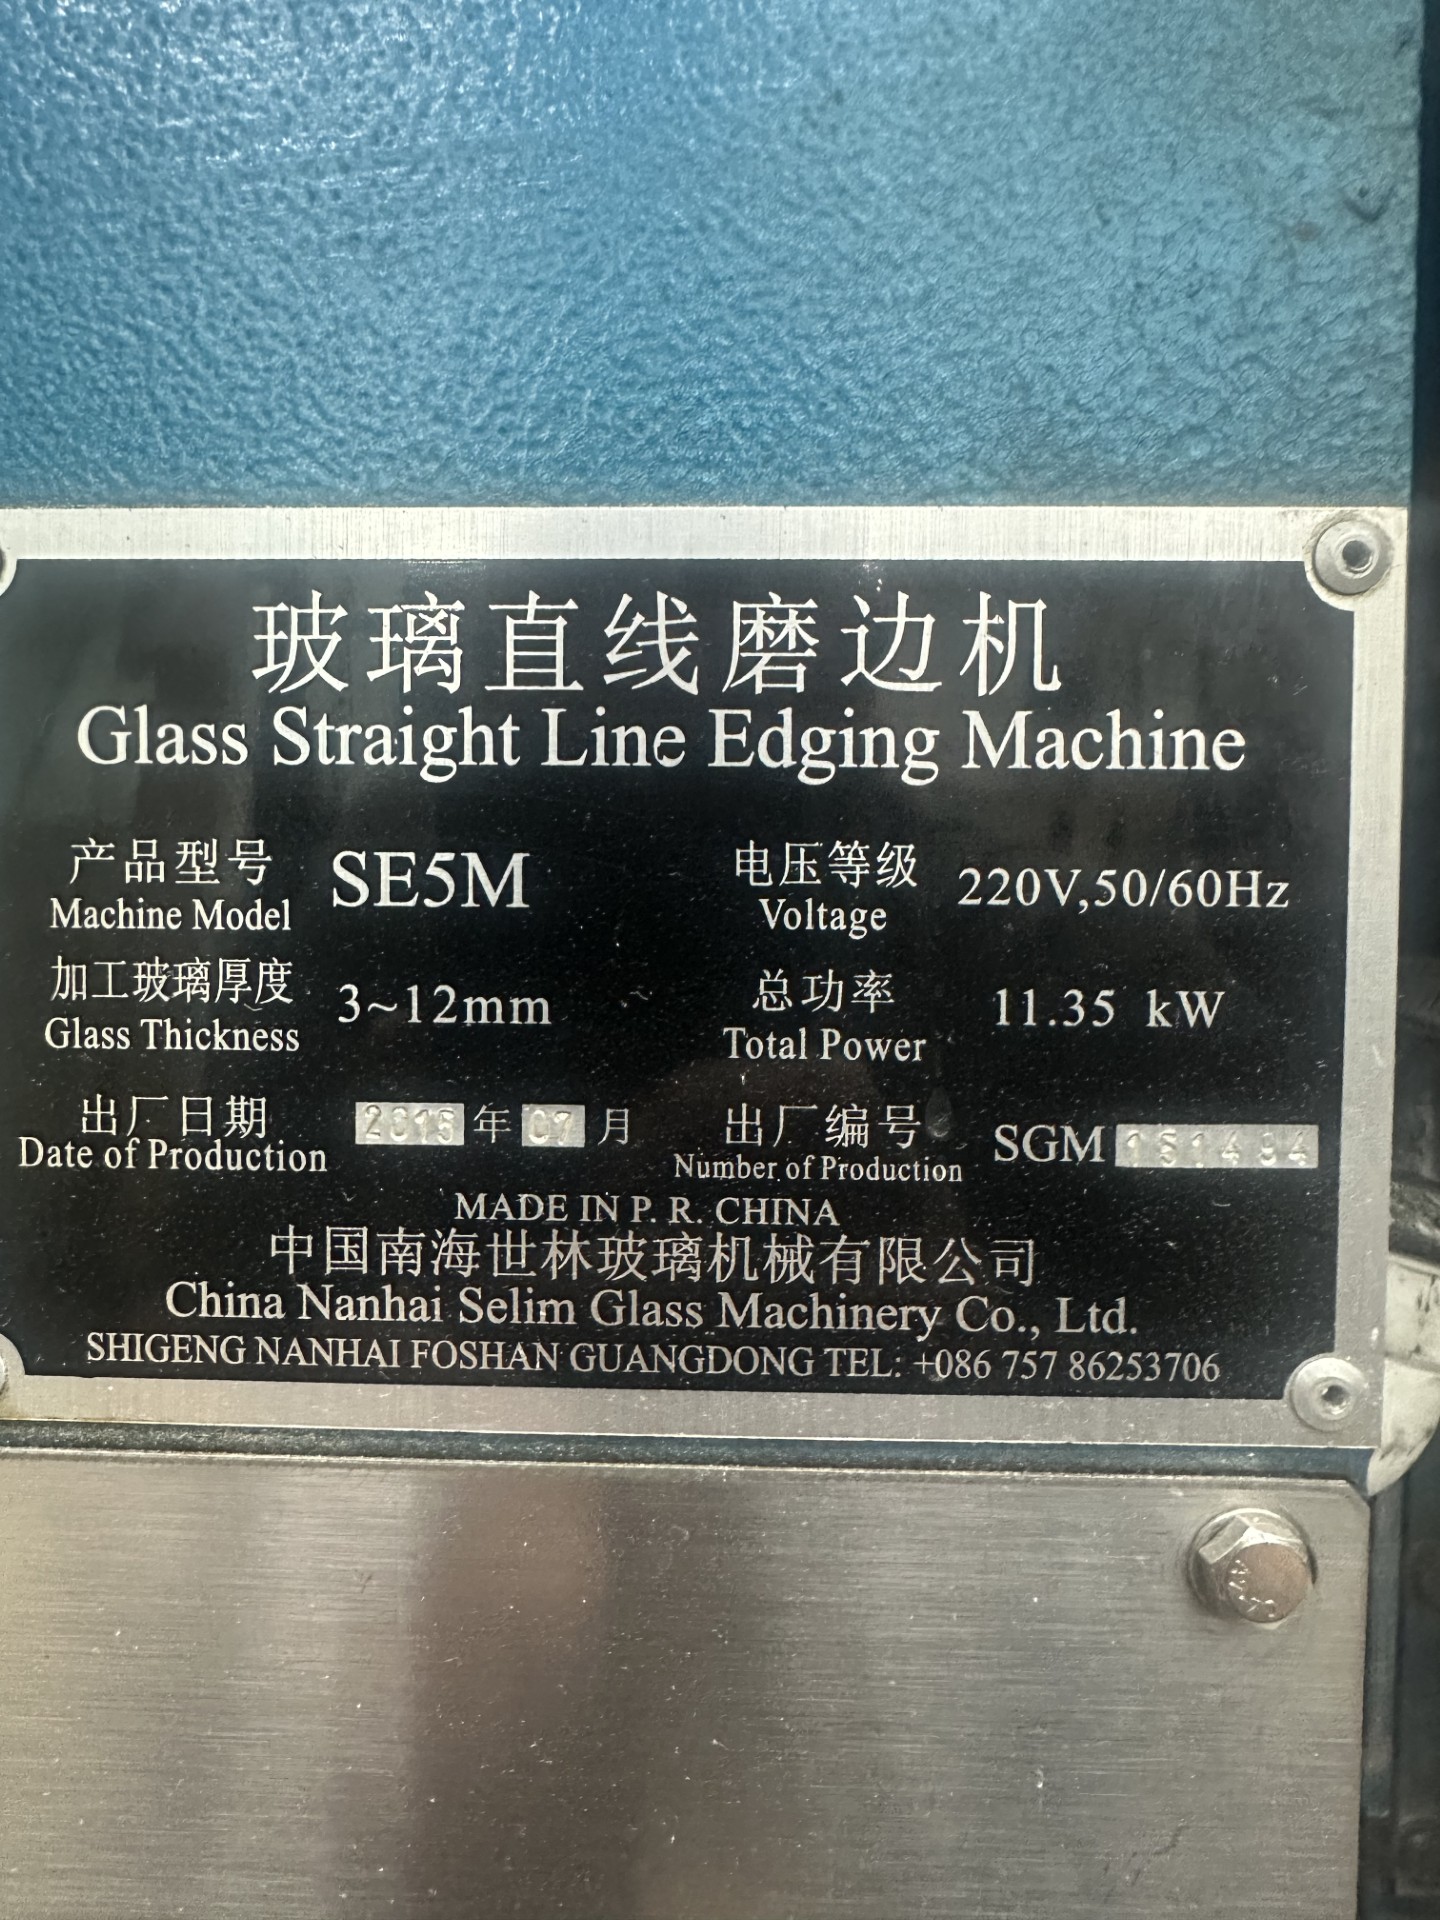 玻璃直线磨边机
Glass Straight Line Edging Machine
产品型号 SE5M 电压等级 220V,50/60Hz
Machine Model Voltage
加工玻璃厚度 3~12mm 总功率 11.35 kW
Glass Thickness Total Power
出厂日期 2015 年 07 月 出厂编号 SGM
Date of Production Number of Production
MADE IN P. R. CHINA
中国南海世林玻璃机械有限公司
China Nanhai Selim Glass Machinery Co., Ltd.
SHIGENG NANHAI FOSHAN GUANGDONG TEL: +086 757 86253706